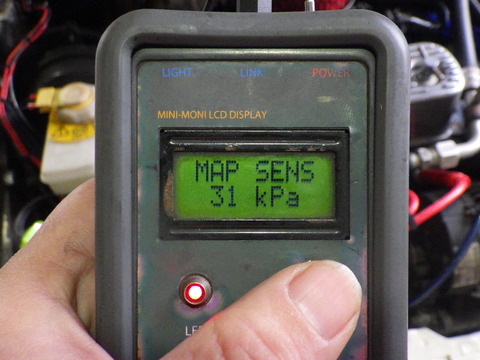 LIGHT LINK POWER
MINI-MONI LCD DISPLAY
MAP SENS
31 kPa